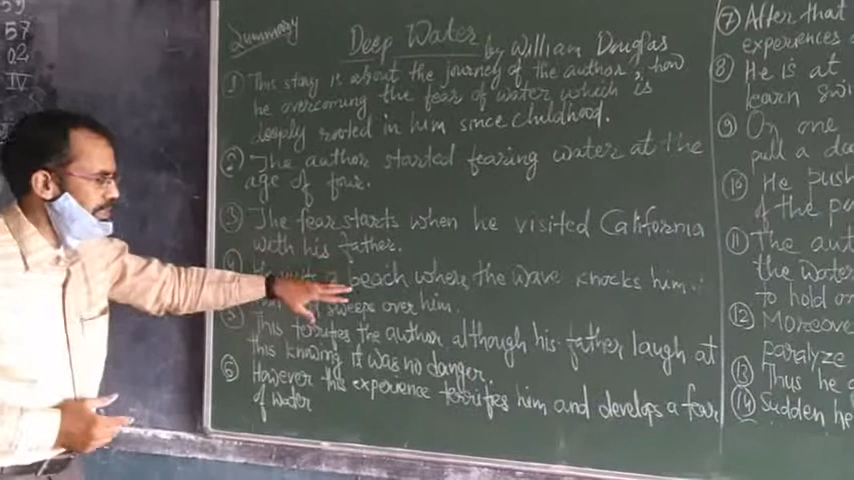 59
57
02
IV
Summary
Deep Water by William Douglas
① This story is about the journey of the author, how
he overcoming the fear of water which is
deeply rooted in him since childhood.
② The author started fearing water at the
age of four.
③ The fear starts when he visited California
with his father.
beach where the wave knocks him
sweeps over him.
⑤ This terrifies the author, although his father, laugh at
this knowing it was no danger.
⑥ However this experience terrifies him and develops a fear
of water
⑦ After that
experiences
⑧ He is at
learn
⑨ On one
pull a
⑩ He push
of the
⑪ The
the water
to hold on
⑫ Moreover
paralyze
⑬ Thus he
⑭ Sudden he